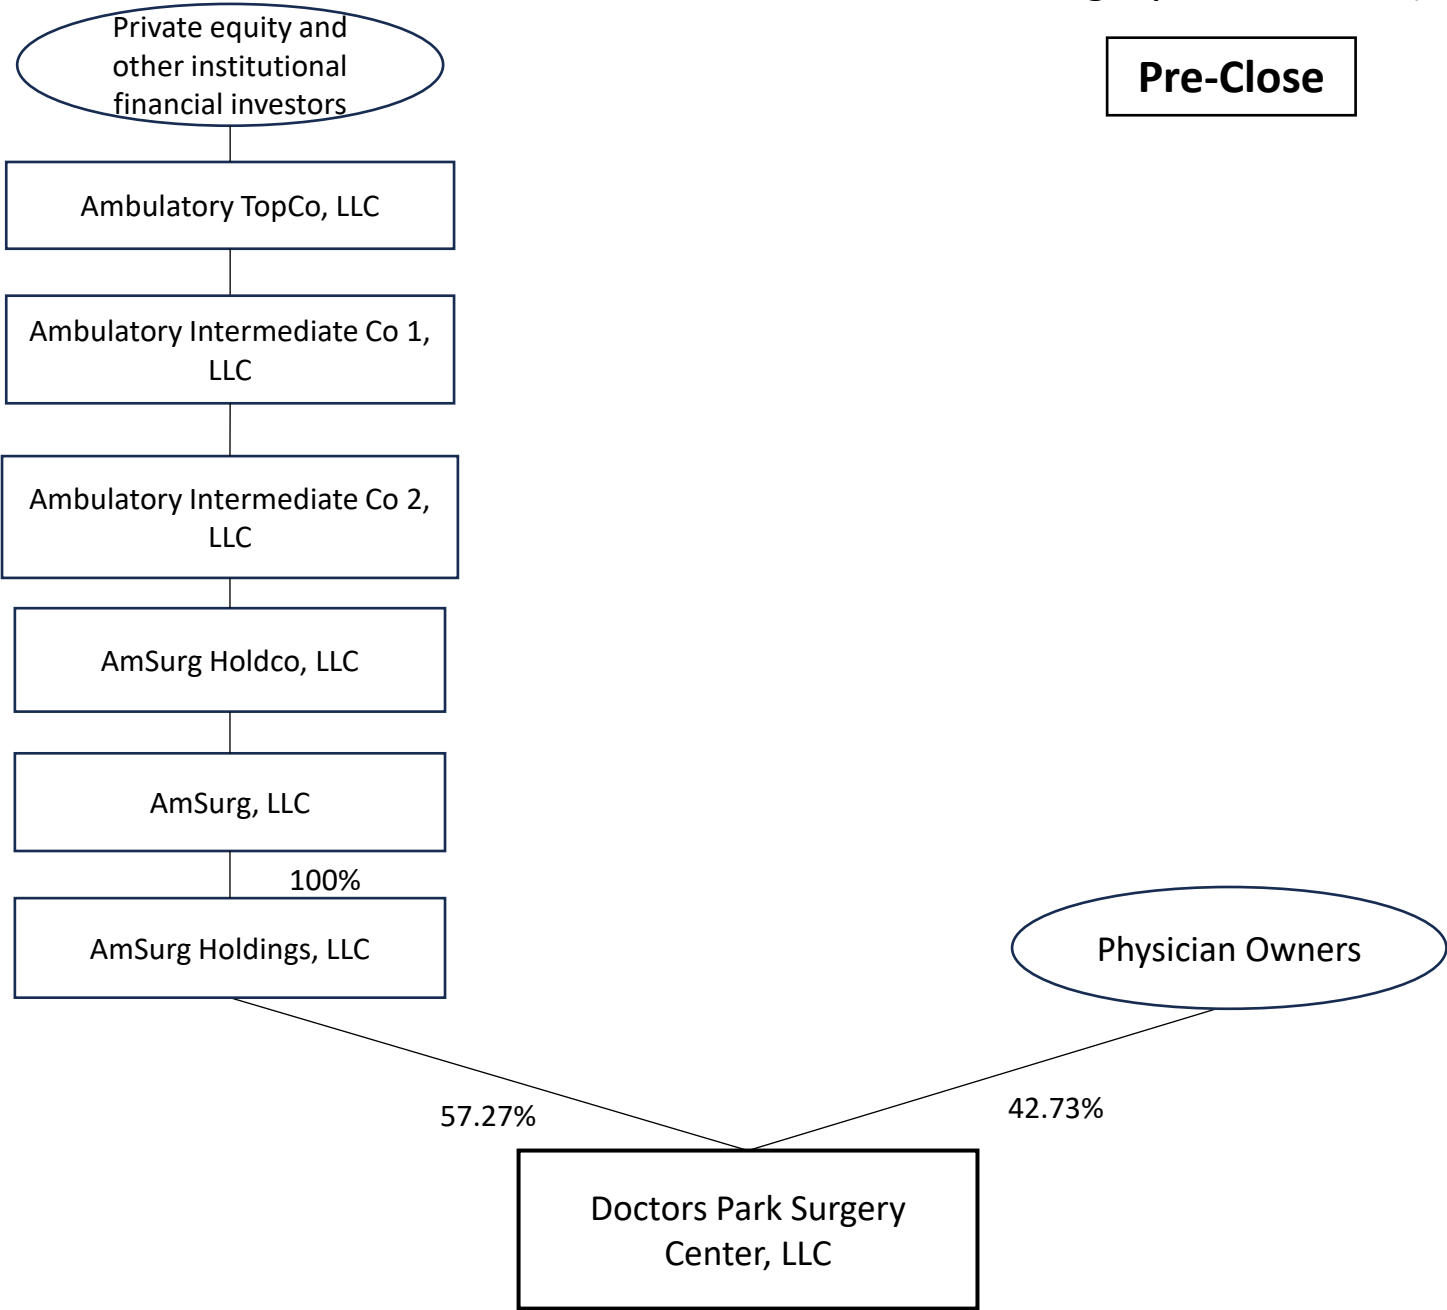 Private equity and
other institutional
financial investors
Pre-Close
Ambulatory TopCo, LLC
Ambulatory Intermediate Co 1,
LLC
Ambulatory Intermediate Co 2,
LLC
AmSurg Holdco, LLC
AmSurg, LLC
100%
AmSurg Holdings, LLC
Physician Owners
57.27%
42.73%
Doctors Park Surgery
Center, LLC